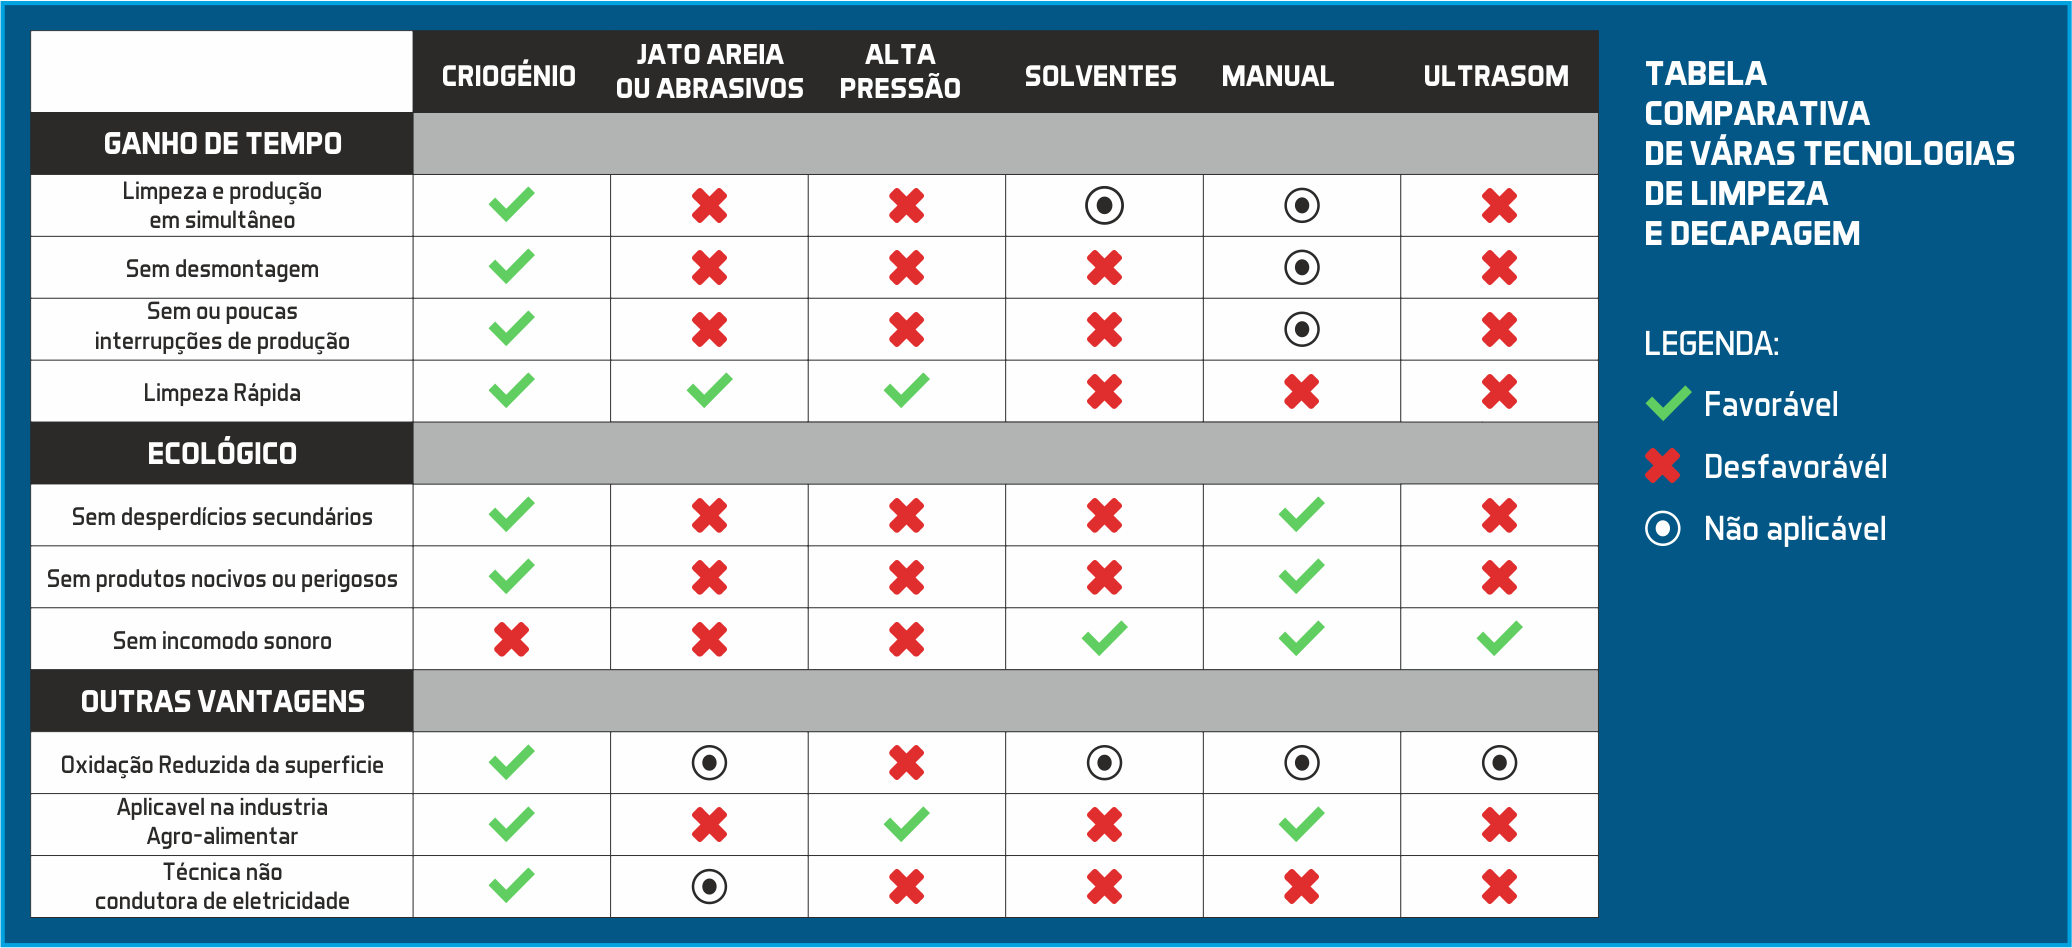 CRIOGÉNIO
JATO AREIA
OU ABRASIVOS
ALTA
PRESSÃO
SOLVENTES
MANUAL
ULTRASOM
GANHO DE TEMPO
Limpeza e produção
em simultâneo
Sem desmontagem
Sem ou poucas
interrupções de produção
Limpeza Rápida
ECOLÓGICO
Sem desperdícios secundários
Sem produtos nocivos ou perigosos
Sem incomodo sonoro
OUTRAS VANTAGENS
Oxidação Reduzida da superficie
Aplicavel na industria
Agro-alimentar
Técnica não
condutora de eletricidade
TABELA
COMPARATIVA
DE VÁRAS TECNOLOGIAS
DE LIMPEZA
E DECAPAGEM
LEGENDA:
Favorável
Desfavorávél
Não aplicável